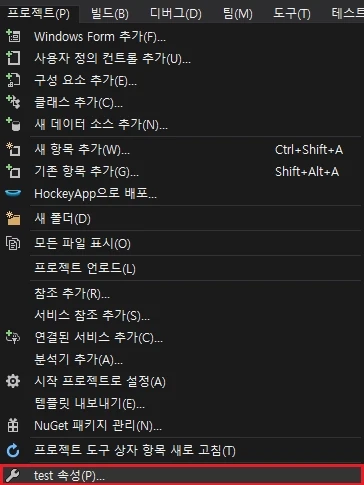 프로젝트(P) 빌드(B) 디버그(D) 팀(M) 도구(T) 테스트
Windows Form 추가(F)...
사용자 정의 컨트롤 추가(U)...
구성 요소 추가(E)...
클래스 추가(C)...
새 데이터 소스 추가(N)...
새 항목 추가(W)... Ctrl+Shift+A
기존 항목 추가(G)... Shift+Alt+A
HockeyApp으로 배포...
새 폴더(D)
모든 파일 표시(O)
프로젝트 언로드(L)
참조 추가(R)...
서비스 참조 추가(S)...
연결된 서비스 추가(C)...
분석기 추가(A)...
시작 프로젝트로 설정(A)
템플릿 내보내기(E)...
NuGet 패키지 관리(N)...
프로젝트 도구 상자 항목 새로 고침(T)
test 속성(P)...